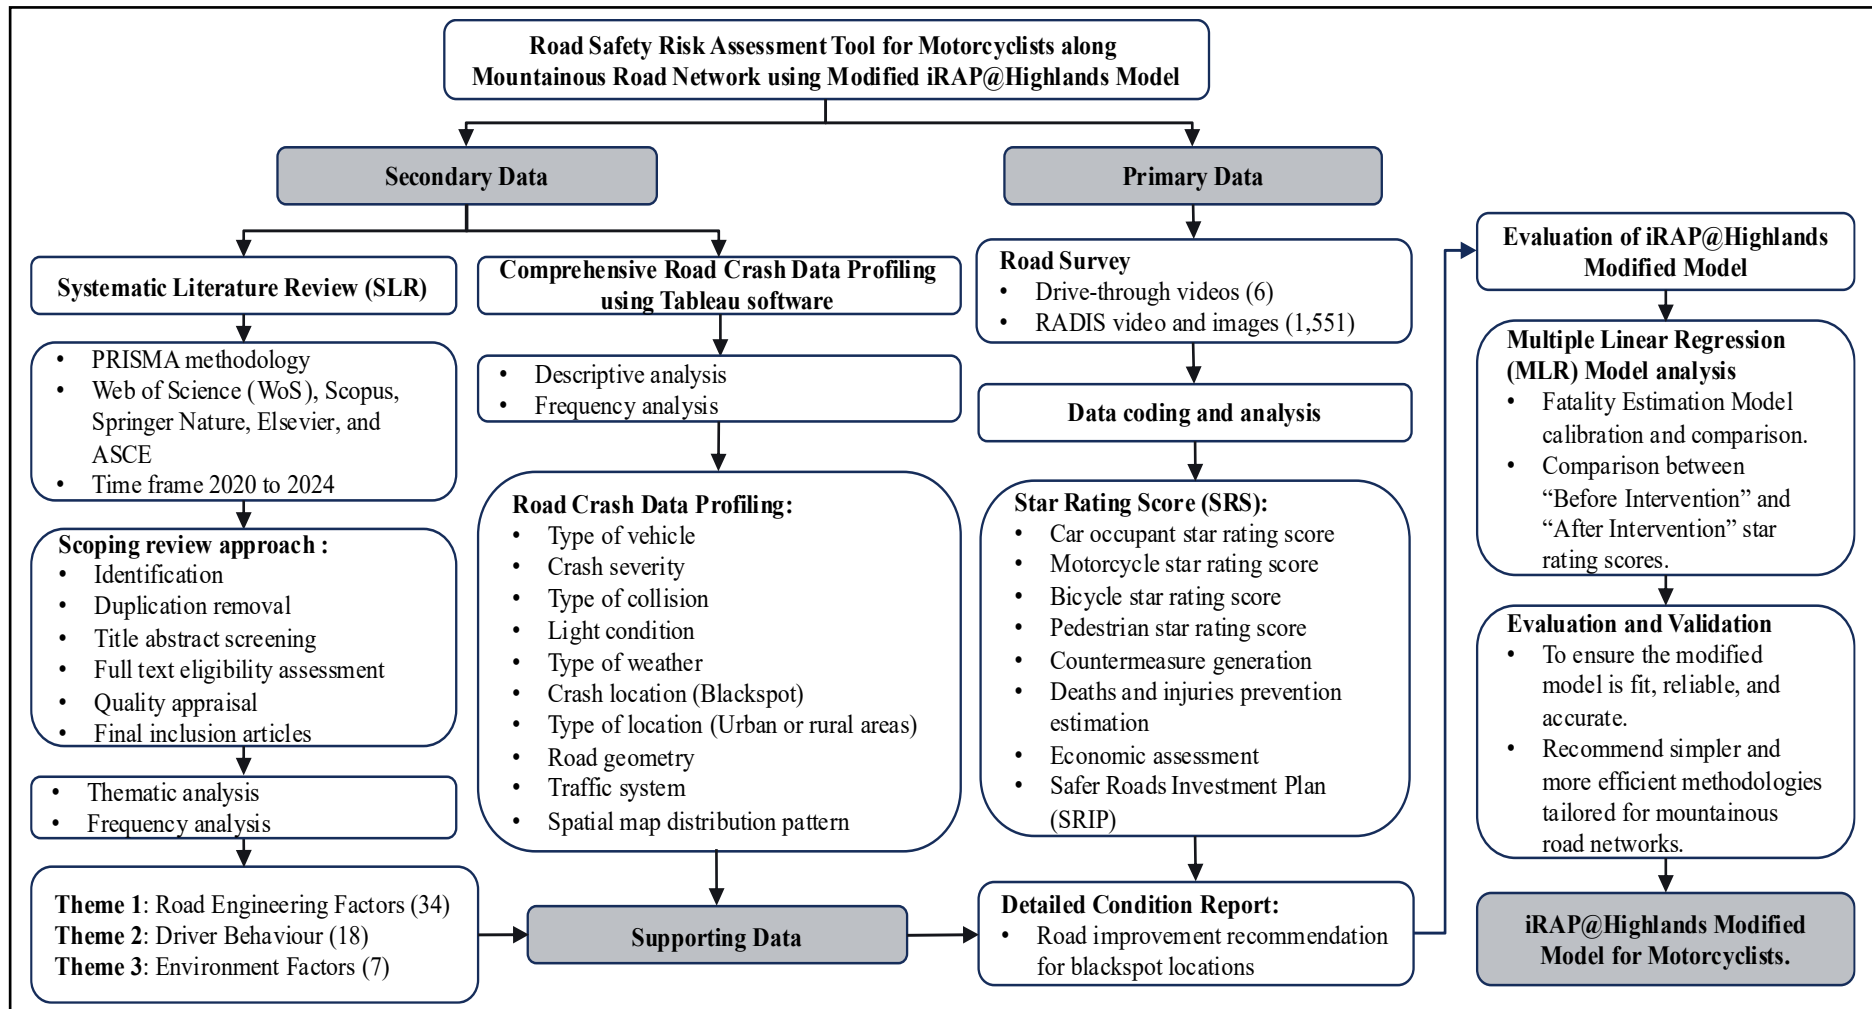 Road Safety Risk Assessment Tool for Motorcyclists along
Mountainous Road Network using Modified iRAP@Highlands Model
Secondary Data
Primary Data
Systematic Literature Review (SLR)
• PRISMA methodology
• Web of Science (WoS), Scopus,
Springer Nature, Elsevier, and
ASCE
• Time frame 2020 to 2024
Scoping review approach :
• Identification
• Duplication removal
• Title abstract screening
• Full text eligibility assessment
• Quality appraisal
• Final inclusion articles
• Thematic analysis
• Frequency analysis
Theme 1: Road Engineering Factors (34)
Theme 2: Driver Behaviour (18)
Theme 3: Environment Factors (7)
Comprehensive Road Crash Data Profiling
using Tableau software
• Descriptive analysis
• Frequency analysis
Road Crash Data Profiling:
• Type of vehicle
• Crash severity
• Type of collision
• Light condition
• Type of weather
• Crash location (Blackspot)
• Type of location (Urban or rural areas)
• Road geometry
• Traffic system
• Spatial map distribution pattern
Supporting Data
Road Survey
• Drive-through videos (6)
• RADIS video and images (1,551)
Data coding and analysis
Star Rating Score (SRS):
• Car occupant star rating score
• Motorcycle star rating score
• Bicycle star rating score
• Pedestrian star rating score
• Countermeasure generation
• Deaths and injuries prevention
estimation
• Economic assessment
• Safer Roads Investment Plan
(SRIP)
Detailed Condition Report:
• Road improvement recommendation
for blackspot locations
Evaluation of iRAP@Highlands
Modified Model
Multiple Linear Regression
(MLR) Model analysis
• Fatality Estimation Model
calibration and comparison.
• Comparison between
“Before Intervention” and
“After Intervention” star
rating scores.
Evaluation and Validation
• To ensure the modified
model is fit, reliable, and
accurate.
• Recommend simpler and
more efficient methodologies
tailored for mountainous
road networks.
iRAP@Highlands Modified
Model for Motorcyclists.